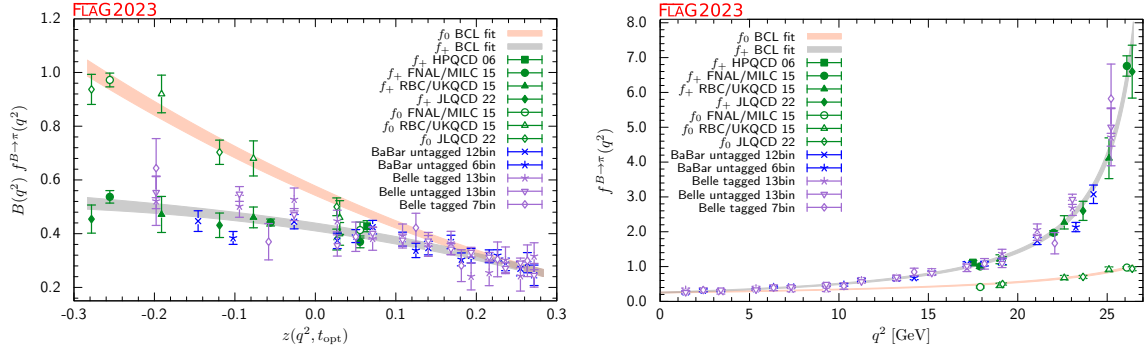 FLAG2023
B(q²) f^{B→π}(q²)
1.2
1.0
0.8
0.6
0.4
0.2
f₀ BCL fit
f₊ BCL fit
f₊ HPQCD 06
f₊ FNAL/MILC 15
f₊ RBC/UKQCD 15
f₊ JLQCD 22
f₀ FNAL/MILC 15
f₀ RBC/UKQCD 15
f₀ JLQCD 22
BaBar untagged 12bin
BaBar untagged 6bin
Belle tagged 13bin
Belle untagged 13bin
Belle tagged 7bin
-0.3 -0.2 -0.1 0.0 0.1 0.2 0.3
z(q², t_opt)
FLAG2023
f^{B→π}(q²)
8.0
7.0
6.0
5.0
4.0
3.0
2.0
1.0
0.0
f₀ BCL fit
f₊ BCL fit
f₊ HPQCD 06
f₊ FNAL/MILC 15
f₊ RBC/UKQCD 15
f₊ JLQCD 22
f₀ FNAL/MILC 15
f₀ RBC/UKQCD 15
f₀ JLQCD 22
BaBar untagged 12bin
BaBar untagged 6bin
Belle tagged 13bin
Belle untagged 13bin
Belle tagged 7bin
0 5 10 15 20 25
q² [GeV]